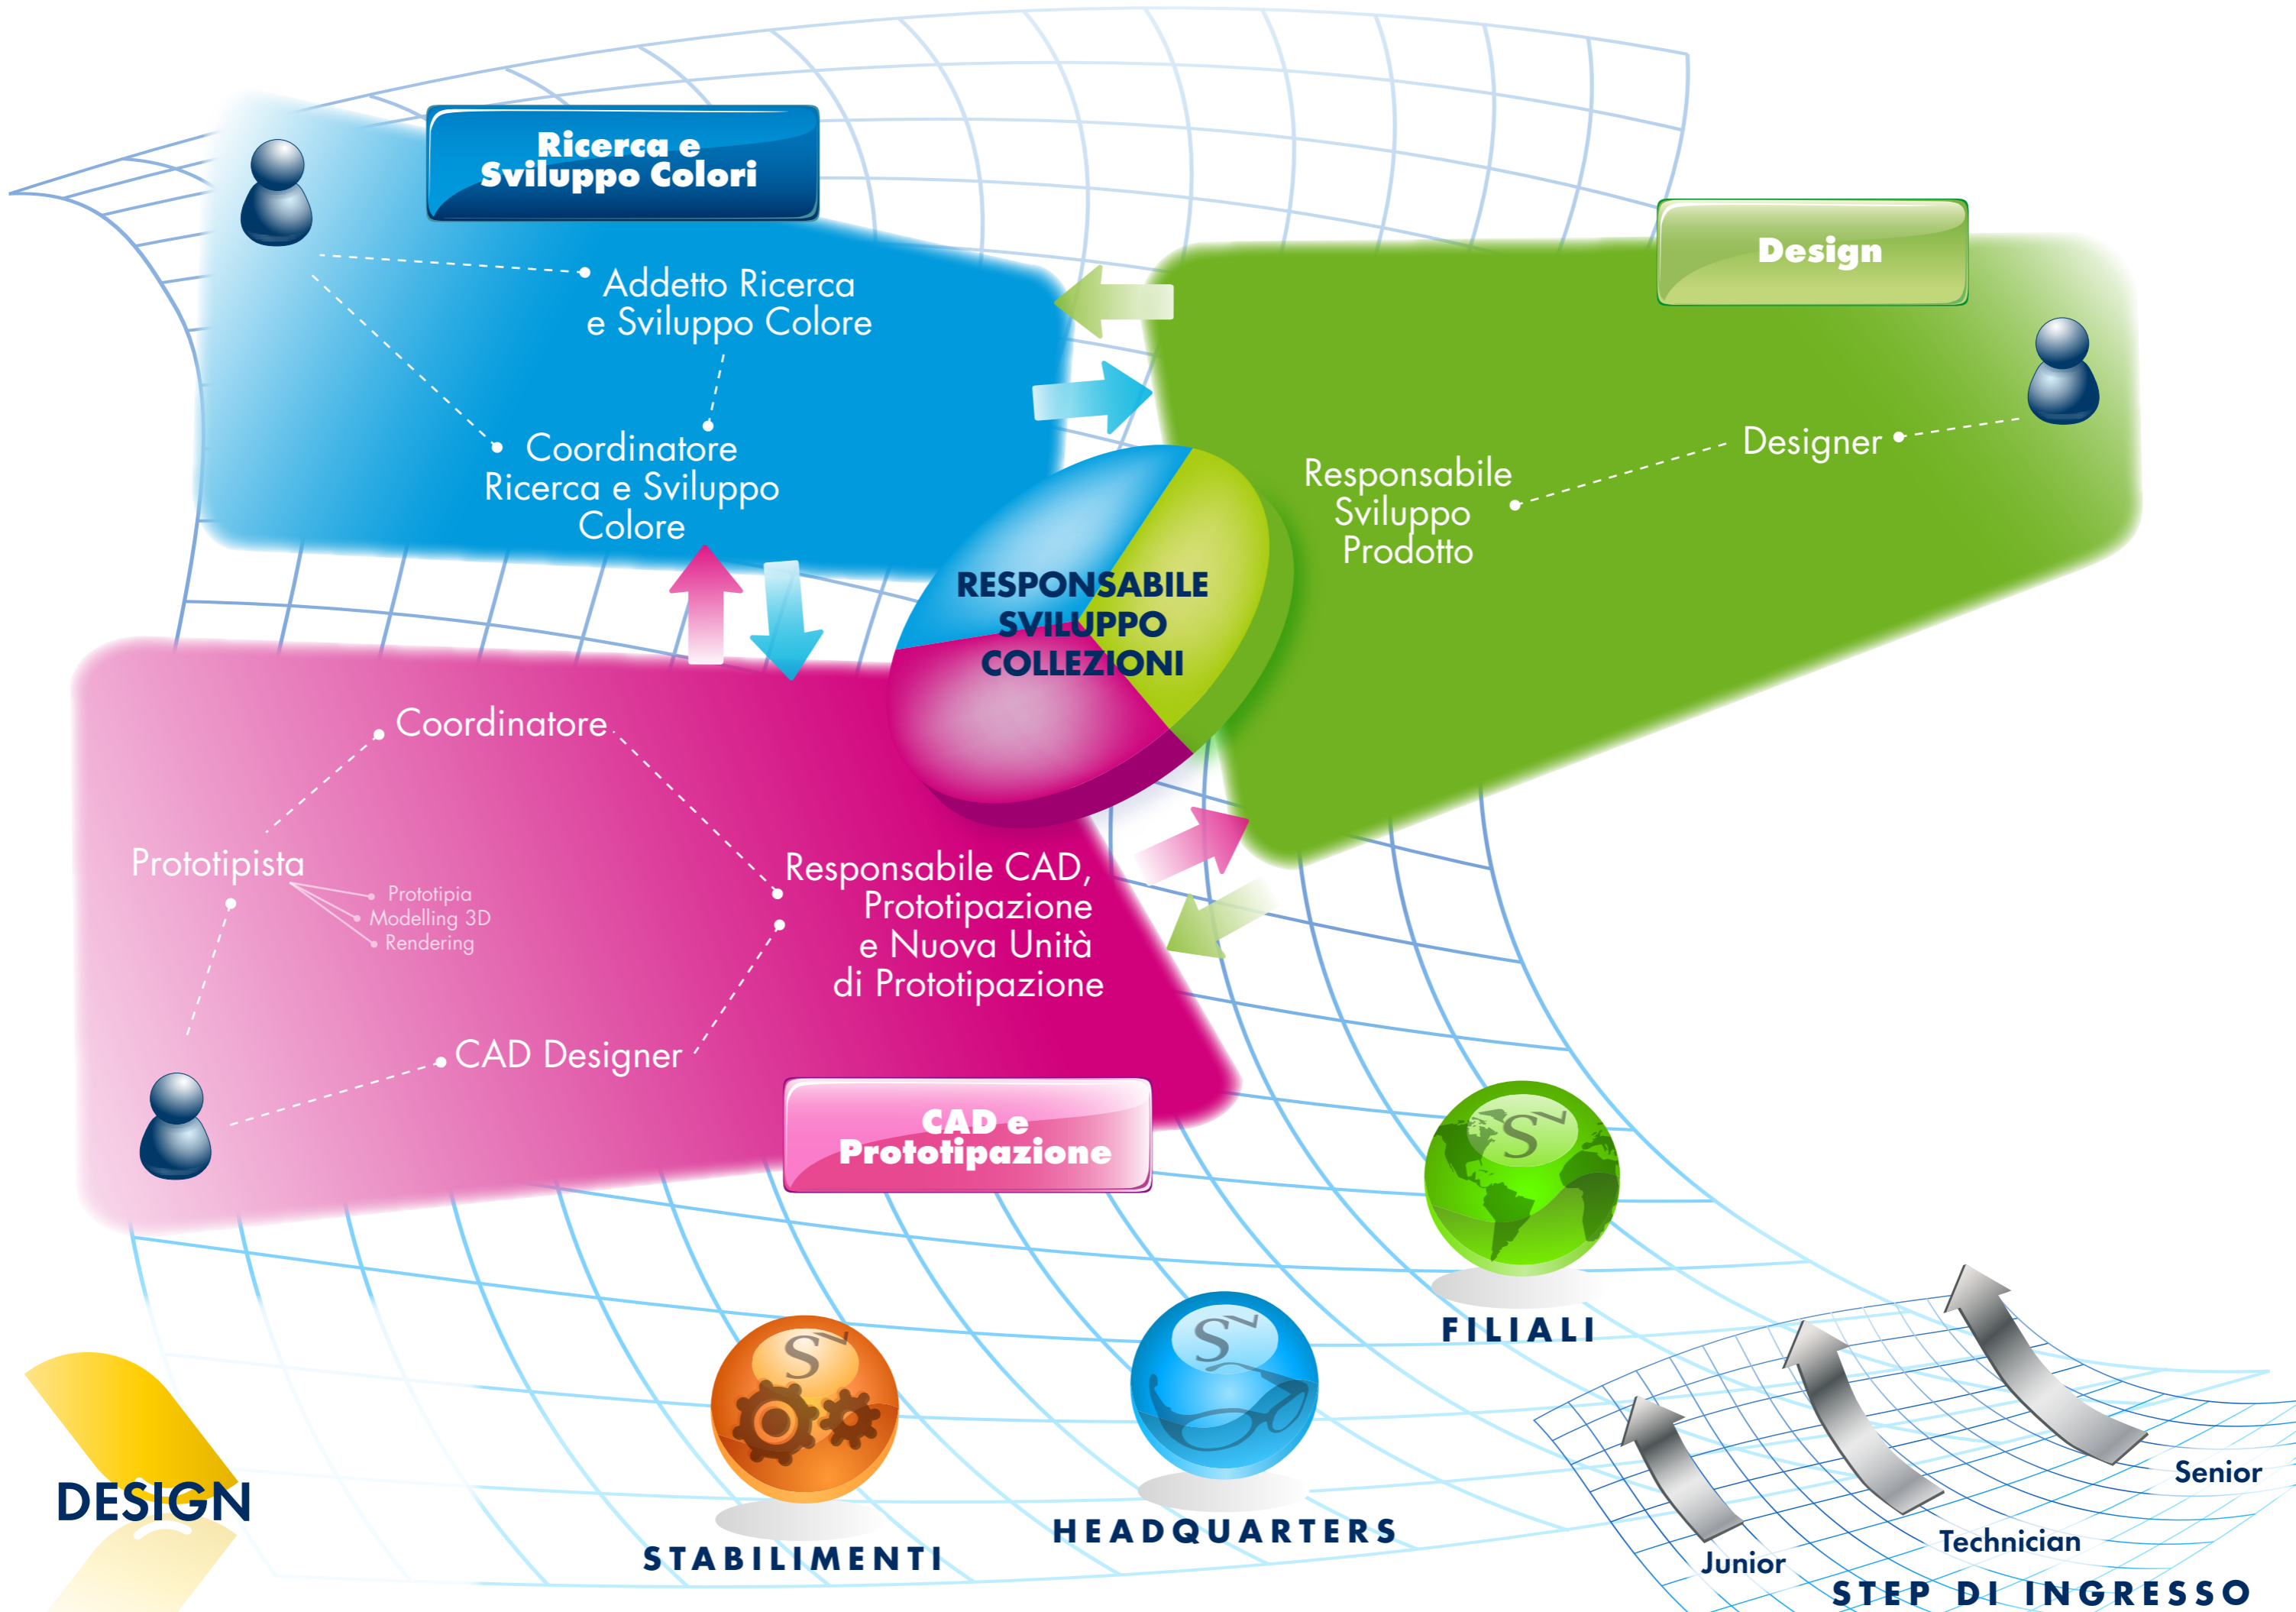 Ricerca e
Sviluppo Colori
Addetto Ricerca
e Sviluppo Colore
Coordinatore
Ricerca e Sviluppo
Colore
Design
Designer
Responsabile
Sviluppo
Prodotto
RESPONSABILE
SVILUPPO
COLLEZIONI
Coordinatore
Prototipista
Prototipia
Modelling 3D
Rendering
Responsabile CAD,
Prototipazione
e Nuova Unità
di Prototipazione
CAD Designer
CAD e
Prototipazione
FILIALI
HEADQUARTERS
STABILIMENTI
DESIGN
Senior
Technician
Junior
STEP DI INGRESSO